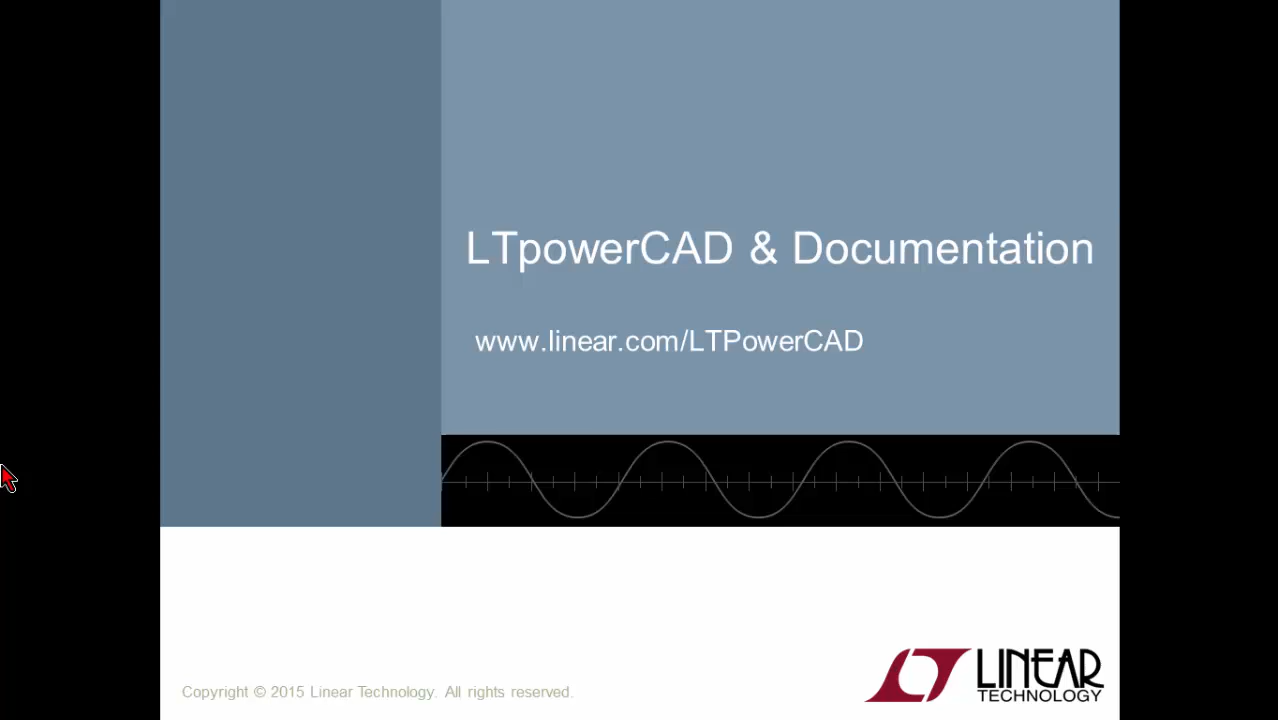 LTpowerCAD & Documentation
www.linear.com/LTPowerCAD
Copyright © 2015 Linear Technology. All rights reserved.
LINEAR
TECHNOLOGY